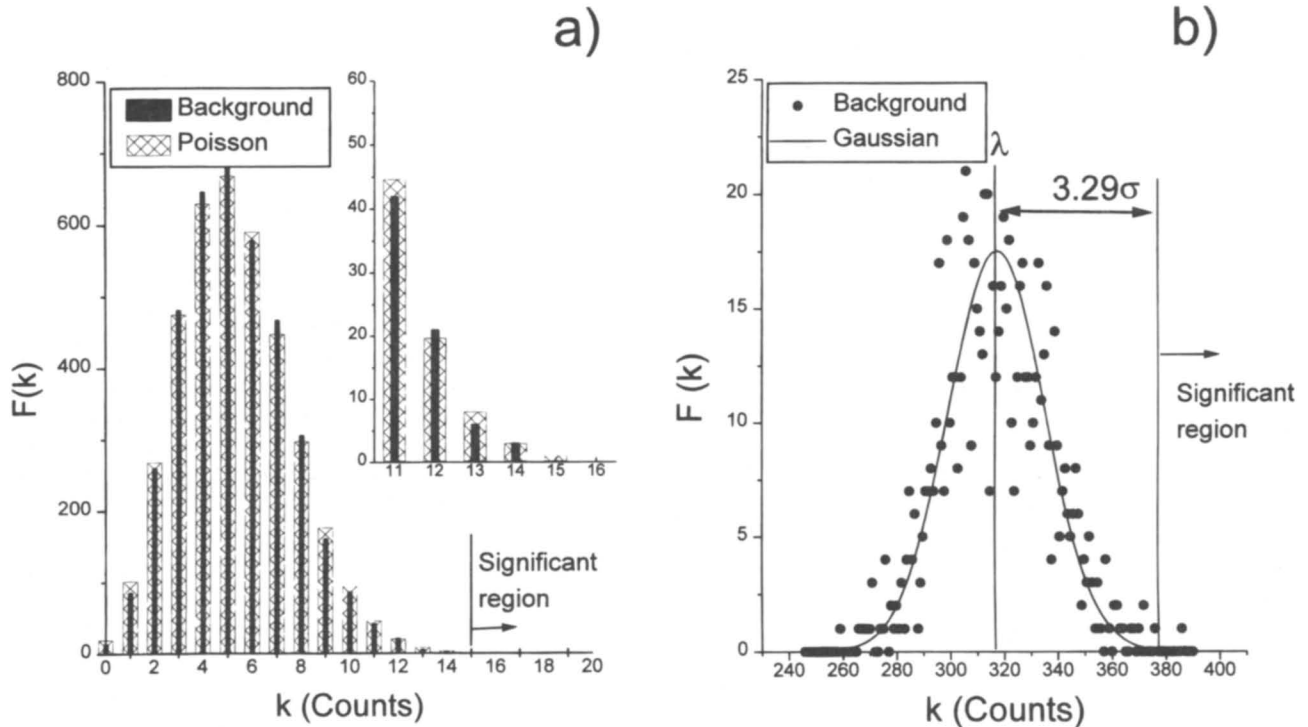 a)
800
600
400
200
0
F(k)
Background
Poisson
60
50
40
30
20
10
0
11 12 13 14 15 16
Significant
region
0 2 4 6 8 10 12 14 16 18 20
k (Counts)
b)
25
20
15
10
5
0
F (k)
Background
Gaussian
λ
3.29σ
Significant
region
240 260 280 300 320 340 360 380 400
k (Counts)